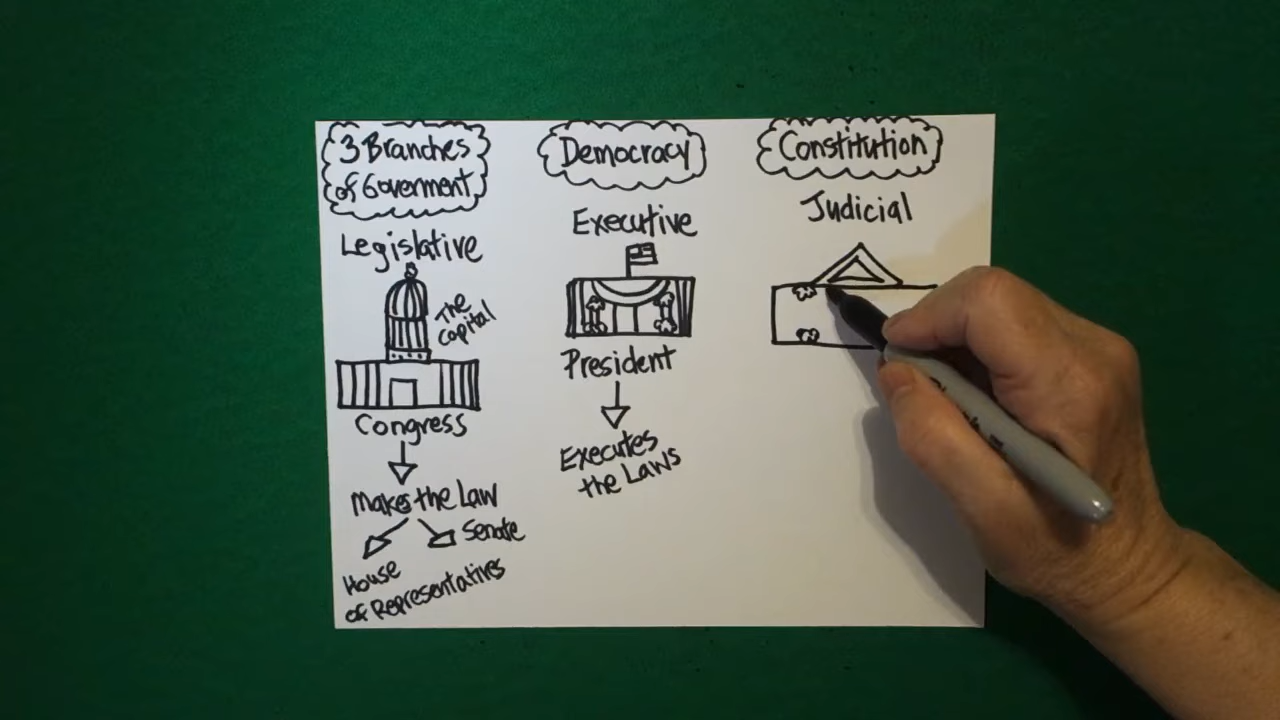 3 Branches
of Goverment
Legislative
The
Capital
Congress
Makes the Law
Senate
House
of Representatives
Democracy
Executive
President
Executes
the Laws
Constitution
Judicial